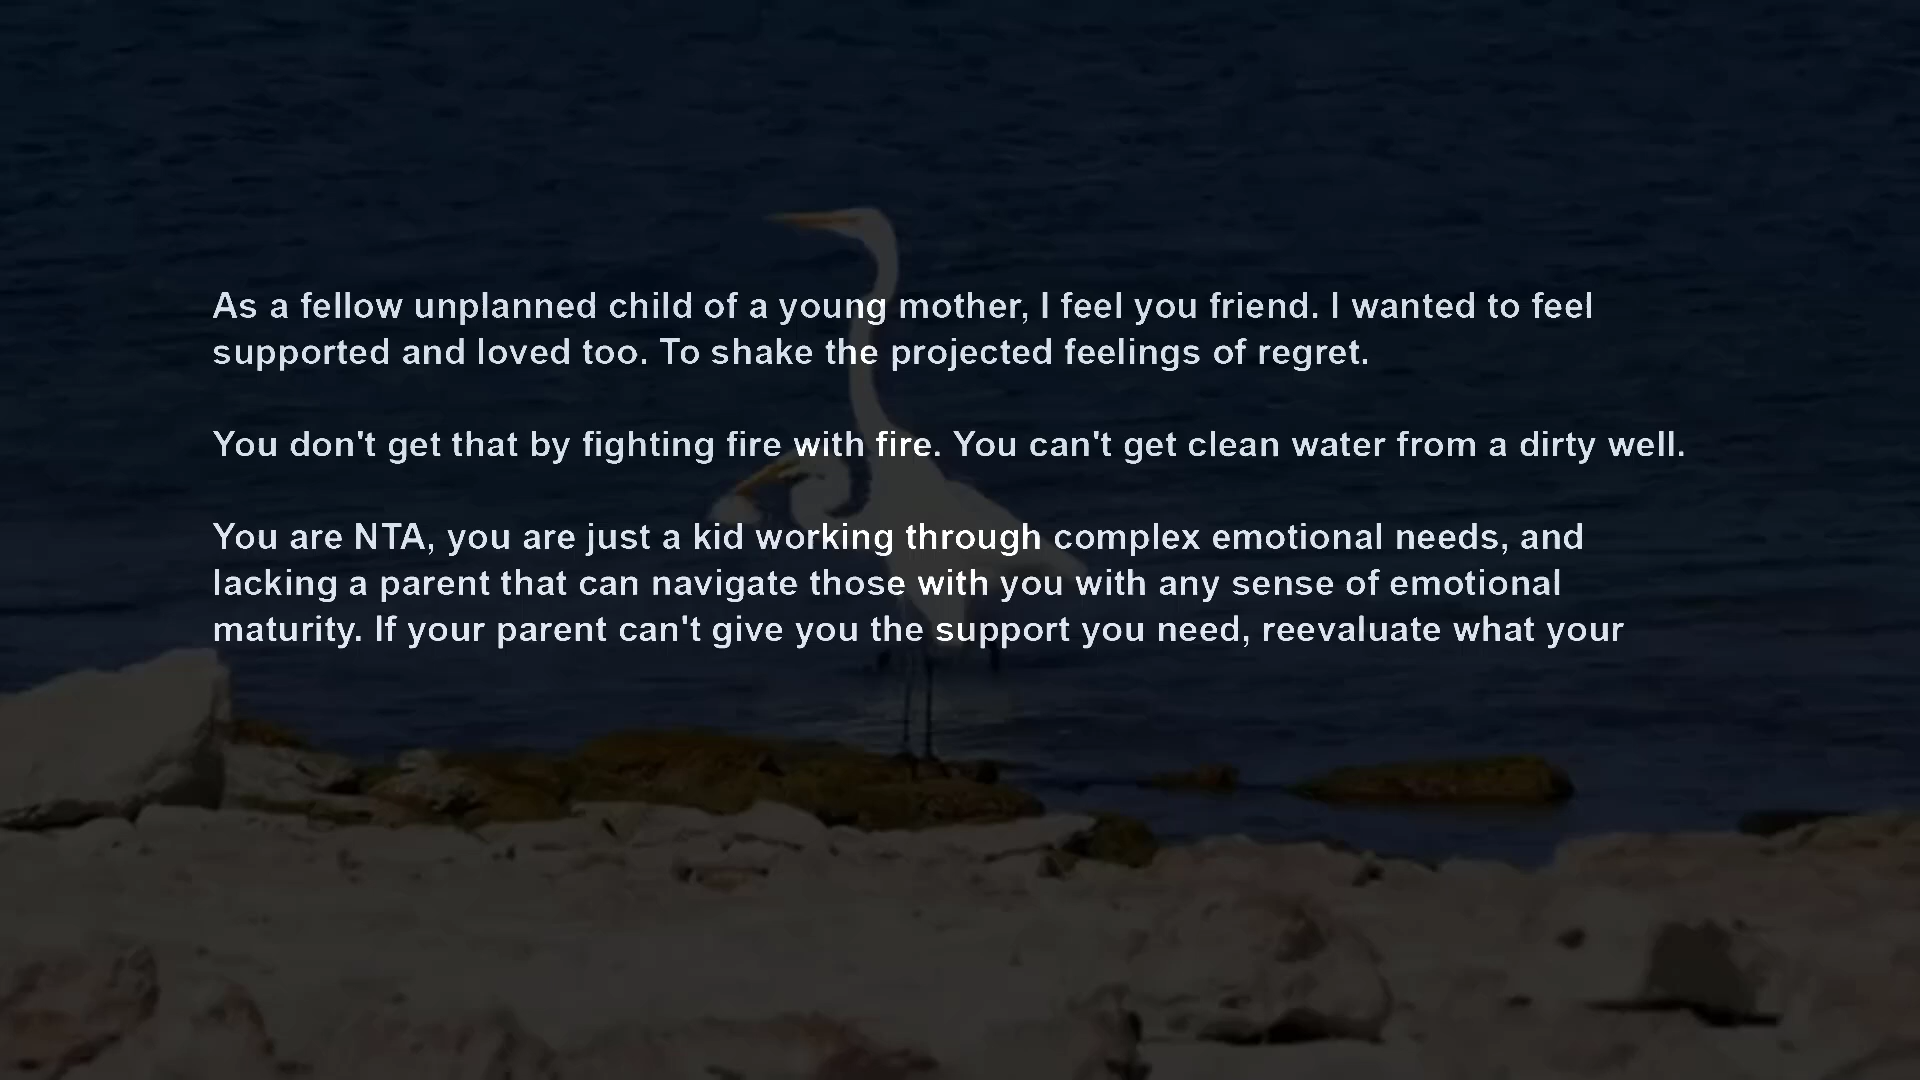 As a fellow unplanned child of a young mother, I feel you friend. I wanted to feel
supported and loved too. To shake the projected feelings of regret.
You don't get that by fighting fire with fire. You can't get clean water from a dirty well.
You are NTA, you are just a kid working through complex emotional needs, and
lacking a parent that can navigate those with you with any sense of emotional
maturity. If your parent can't give you the support you need, reevaluate what your